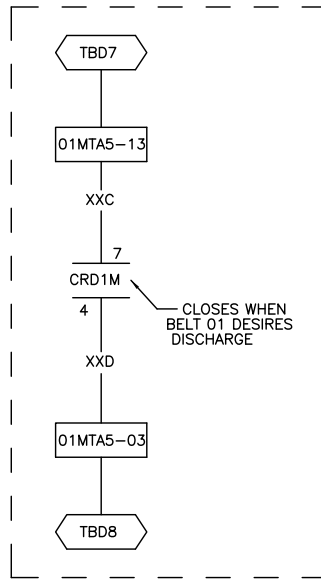 TBD7
01MTA5-13
XXC
7
CRD1M
4
CLOSES WHEN
BELT 01 DESIRES
DISCHARGE
XXD
01MTA5-03
TBD8